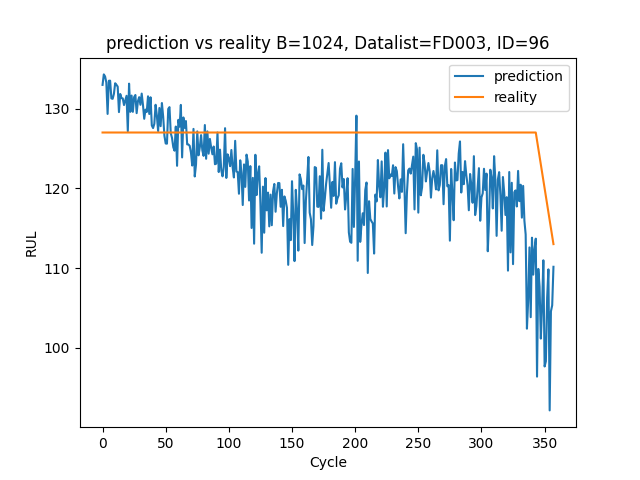 prediction vs reality B=1024, Datalist=FD003, ID=96
prediction
reality
RUL
130
120
110
100
0
50
100
150
200
250
300
350
Cycle